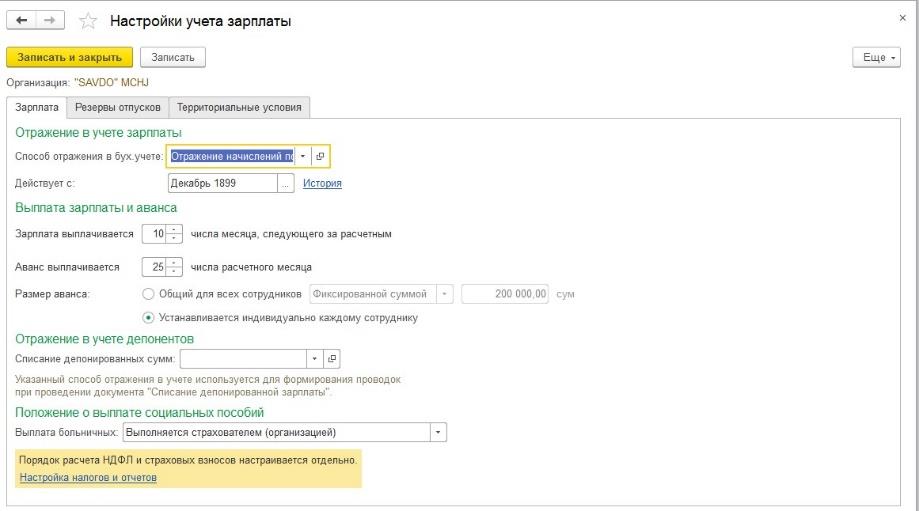 Настройки учета зарплаты
Записать и закрыть Записать Еще
Организация: "SAVDO" MCHJ
Зарплата Резервы отпусков Территориальные условия
Отражение в учете зарплаты
Способ отражения в бух.учете: Отражение начислений по
Действует с: Декабрь 1899 ... История
Выплата зарплаты и аванса
Зарплата выплачивается 10 числа месяца, следующего за расчетным
Аванс выплачивается 25 числа расчетного месяца
Размер аванса: Общий для всех сотрудников Фиксированной суммой 200 000,00 сум
Устанавливается индивидуально каждому сотруднику
Отражение в учете депонентов
Списание депонированных сумм:
Указанный способ отражения в учете используется для формирования проводок
при проведении документа "Списание депонированной зарплаты".
Положение о выплате социальных пособий
Выплата больничных: Выполняется страхователем (организацией)
Порядок расчета НДФЛ и страховых взносов настраивается отдельно.
Настройка налогов и отчетов